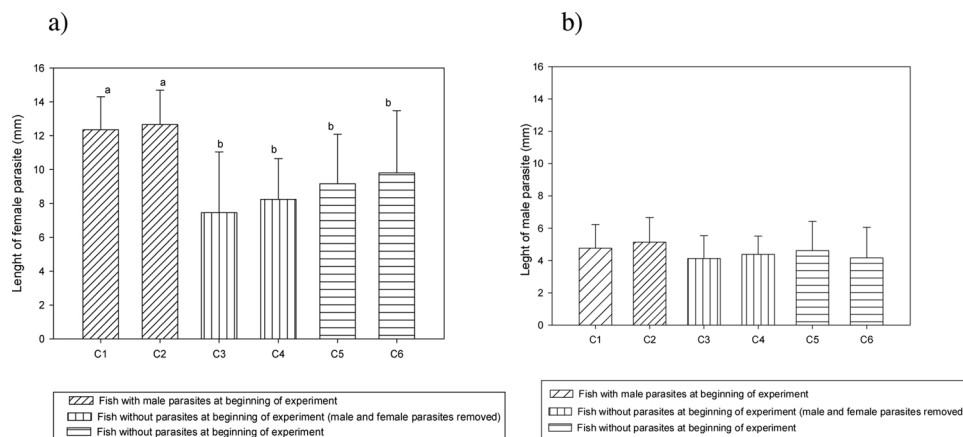 a)
16
14
12
10
8
6
4
2
0
Lenght of female parasite (mm)
a
a
b
b
b
b
C1 C2 C3 C4 C5 C6
Fish with male parasites at beginning of experiment
Fish without parasites at beginning of experiment (male and female parasites removed)
Fish without parasites at beginning of experiment
b)
16
14
12
10
8
6
4
2
0
Leght of male parasite (mm)
C1 C2 C3 C4 C5 C6
Fish with male parasites at beginning of experiment
Fish without parasites at beginning of experiment (male and female parasites removed
Fish without parasites at beginning of experiment